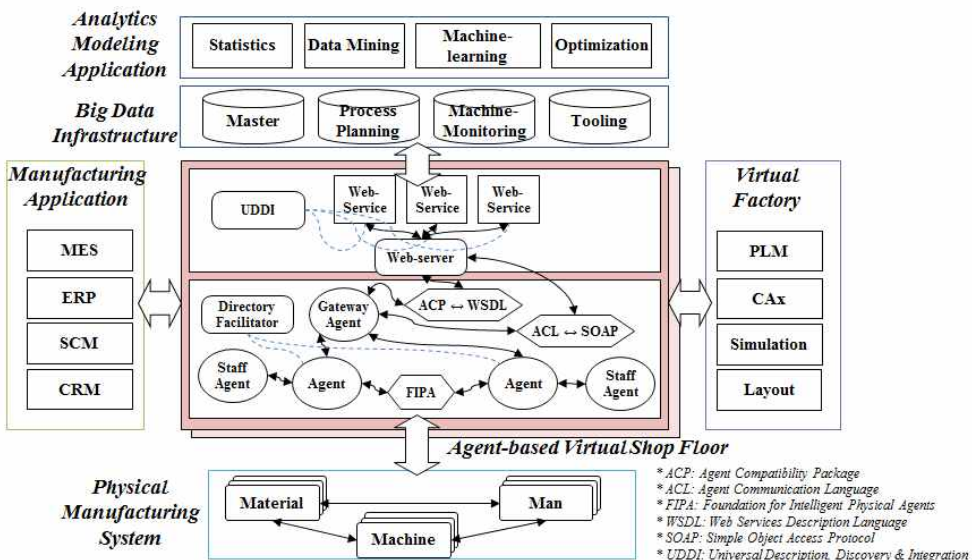 Analytics
Modeling
Application
Statistics
Data Mining
Machine-
learning
Optimization
Big Data
Infrastructure
Master
Process
Planning
Machine-
Monitoring
Tooling
Manufacturing
Application
MES
ERP
SCM
CRM
UDDI
Web-
Service
Web-
Service
Web-
Service
Web-server
Directory
Facilitator
Gateway
Agent
ACP ↔ WSDL
ACL ↔ SOAP
Staff
Agent
Agent
FIPA
Agent
Staff
Agent
Virtual
Factory
PLM
CAx
Simulation
Layout
Agent-based Virtual Shop Floor
Physical
Manufacturing
System
Material
Man
Machine
* ACP: Agent Compatibility Package
* ACL: Agent Communication Language
* FIPA: Foundation for Intelligent Physical Agents
* WSDL: Web Services Description Language
* SOAP: Simple Object Access Protocol
* UDDI: Universal Description, Discovery & Integration